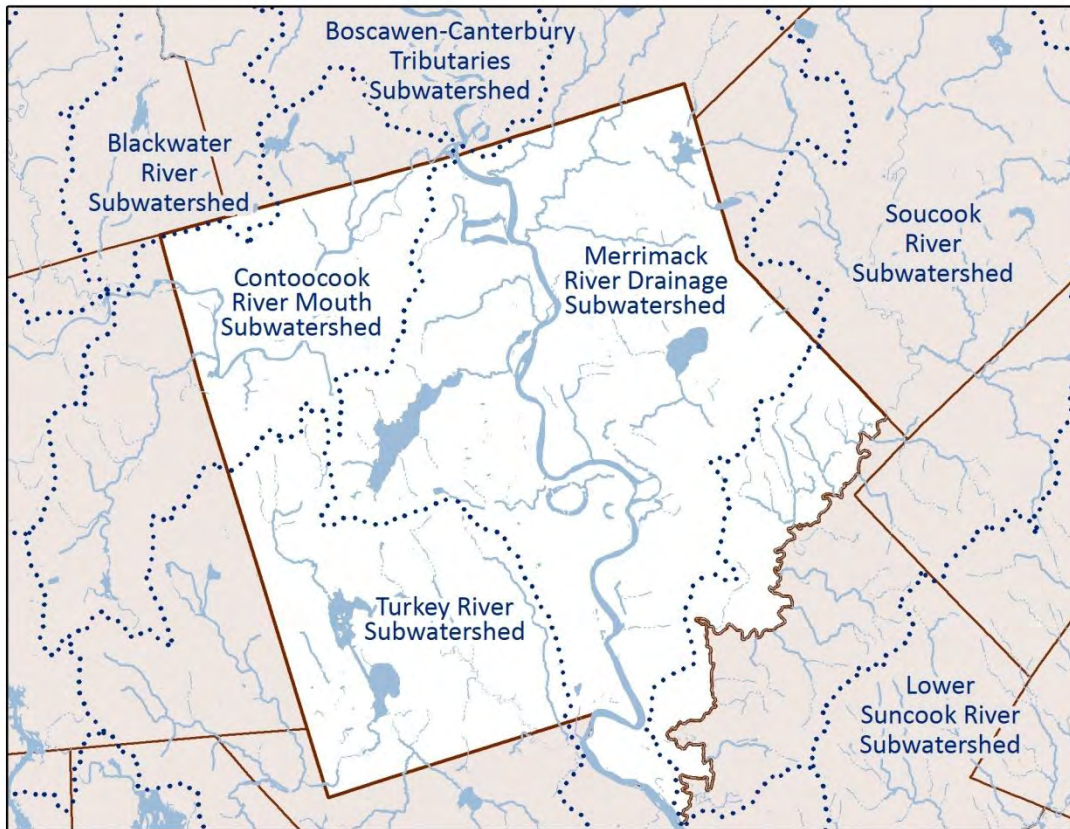 Boscawen-Canterbury
Tributaries
Subwatershed
Blackwater
River
Subwatershed
Soucook
River
Subwatershed
Contoocook
River Mouth
Subwatershed
Merrimack
River Drainage
Subwatershed
Turkey River
Subwatershed
Lower
Suncook River
Subwatershed